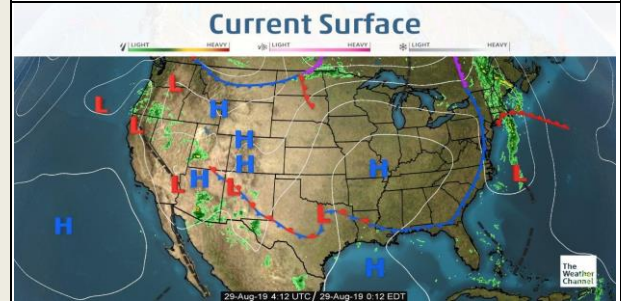 Current Surface
LIGHT HEAVY LIGHT HEAVY LIGHT HEAVY
L L L H H H H L H L L L H H
The
Weather
Channel
29-Aug-19 4:12 UTC / 29-Aug-19 0:12 EDT